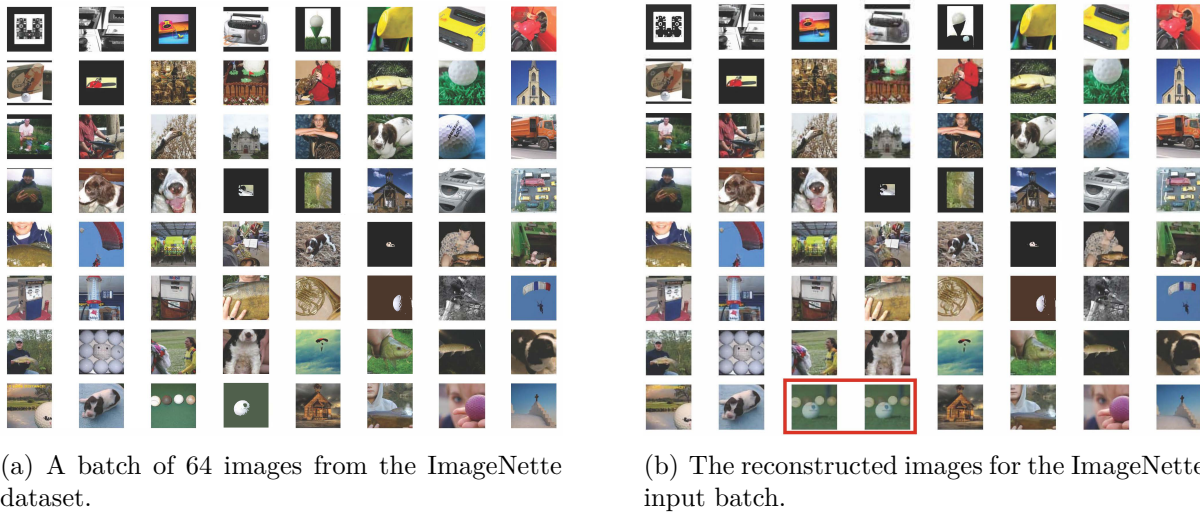 (a) A batch of 64 images from the ImageNette
dataset.
(b) The reconstructed images for the ImageNette
input batch.